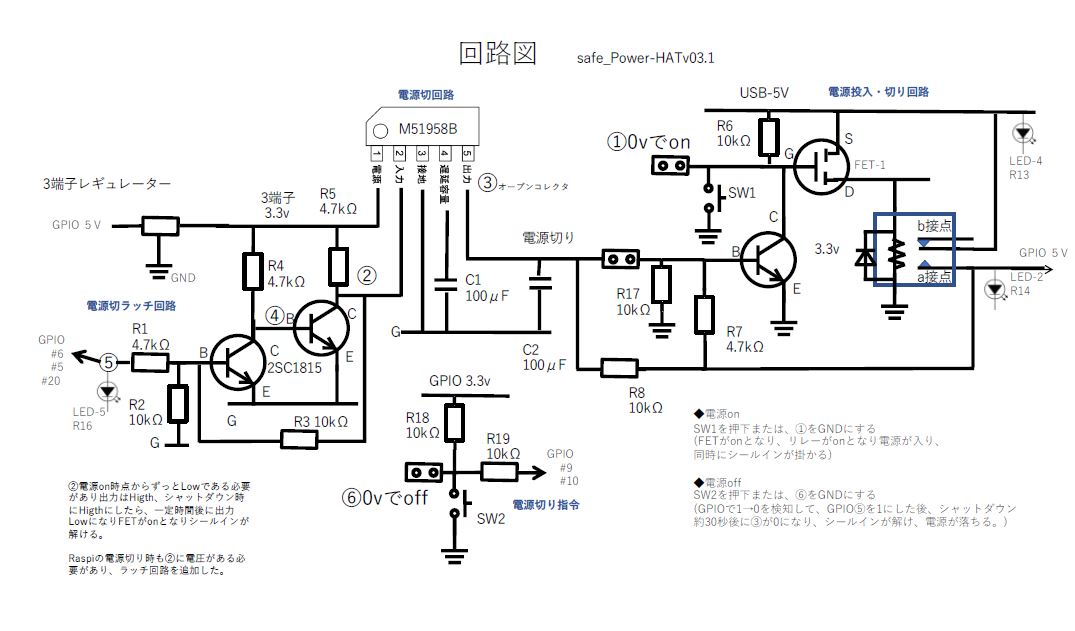 回路図
safe_Power-HATv03.1
電源切回路
M51958B
1 2 3 4 5
電源
入力
接地
遅延容量
出力
③オープンコレクタ
USB-5V
電源投入・切り回路
①0vでon
R6
10kΩ
S
G
FET-1
D
LED-4
R13
SW1
C
B
E
3.3v
b接点
a接点
GPIO 5V
LED-2
R14
3端子レギュレーター
GPIO 5V
GND
3端子
3.3v
R5
4.7kΩ
R4
4.7kΩ
②
電源切り
C1
100μF
C2
100μF
G
R17
10kΩ
R7
4.7kΩ
R8
10kΩ
電源切ラッチ回路
GPIO
#6
#5
#20
⑤
R1
4.7kΩ
④
B
C
E
B
C
2SC1815
E
LED-5
R16
R2
10kΩ
G
G
R3 10kΩ
GPIO 3.3v
R18
10kΩ
R19
10kΩ
GPIO
#9
#10
⑥0vでoff
電源切り指令
SW2
②電源on時点からずっとLowである必要
があり出力はHigth、シャットダウン時
にHigthにしたら、一定時間後に出力
LowになりFETがonとなりシールインが
解ける。
Raspiの電源切り時も②に電圧がある必
要があり、ラッチ回路を追加した。
◆電源on
SW1を押下または、①をGNDにする
(FETがonとなり、リレーがonとなり電源が入り、
同時にシールインが掛かる)
◆電源off
SW2を押下または、⑥をGNDにする
(GPIOで1→0を検知して、GPIO⑤を1にした後、シャットダウン
約30秒後に③が0になり、シールインが解け、電源が落ちる。)